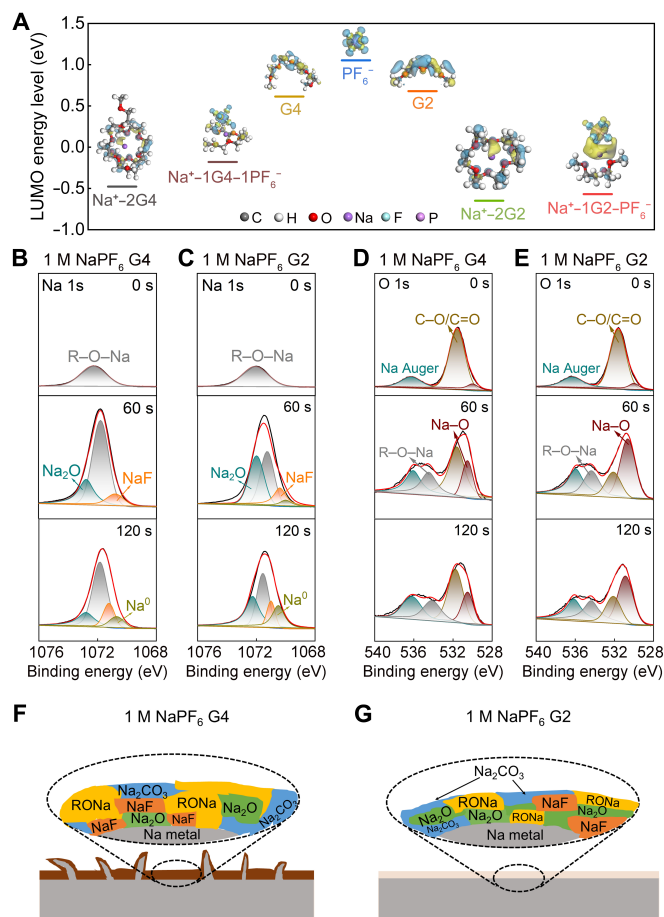 A
LUMO energy level (eV)
1.5
1.0
0.5
0.0
−0.5
−1.0
G4
PF₆⁻
G2
Na⁺–2G4
Na⁺–1G4–1PF₆⁻
Na⁺–2G2
Na⁺–1G2–PF₆⁻
C H O Na F P
B 1 M NaPF₆ G4
Na 1s 0 s
R–O–Na
60 s
Na₂O
NaF
120 s
Na⁰
1076 1072 1068
Binding energy (eV)
C 1 M NaPF₆ G2
Na 1s 0 s
R–O–Na
60 s
Na₂O
NaF
120 s
Na⁰
1076 1072 1068
Binding energy (eV)
D 1 M NaPF₆ G4
O 1s 0 s
C–O/C=O
Na Auger
60 s
Na–O
R–O–Na
120 s
540 536 532 528
Binding energy (eV)
E 1 M NaPF₆ G2
O 1s 0 s
C–O/C=O
Na Auger
60 s
Na–O
R–O–Na
120 s
540 536 532 528
Binding energy (eV)
F 1 M NaPF₆ G4
Na₂CO₃
RONa
NaF
RONa
Na₂O
Na₂CO₃
NaF
Na₂O
NaF
Na metal
G 1 M NaPF₆ G2
Na₂CO₃
RONa
NaF
RONa
Na₂O
Na₂O
Na₂O
Na₂CO₃
RONa
NaF
Na metal